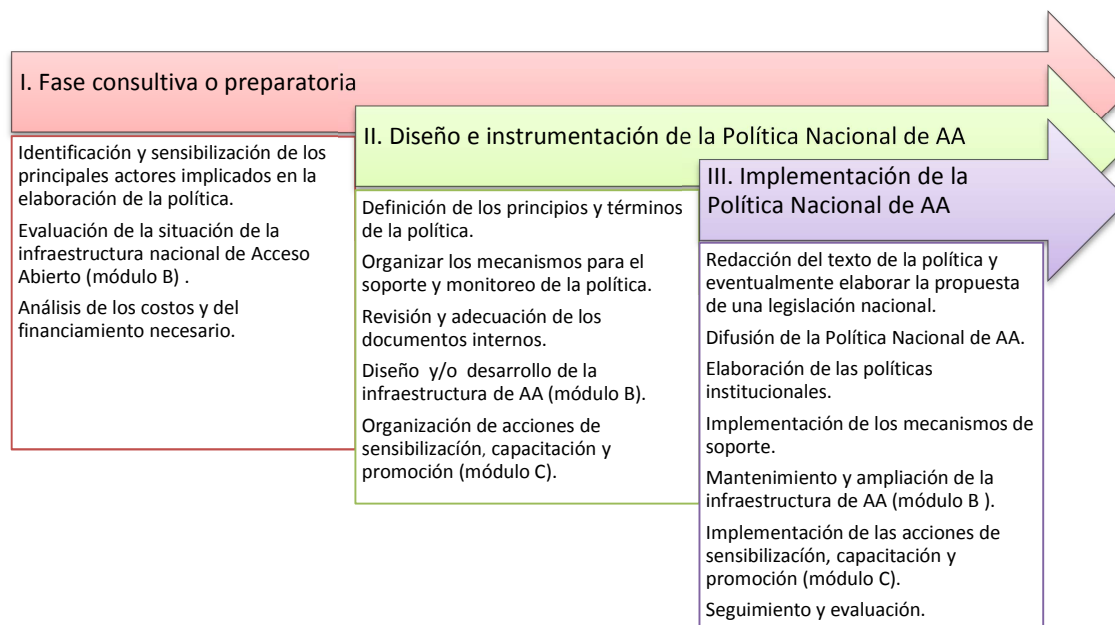 I. Fase consultiva o preparatoria
Identificación y sensibilización de los
principales actores implicados en la
elaboración de la política.
Evaluación de la situación de la
infraestructura nacional de Acceso
Abierto (módulo B) .
Análisis de los costos y del
financiamiento necesario.
II. Diseño e instrumentación de la Política Nacional de AA
Definición de los principios y términos
de la política.
Organizar los mecanismos para el
soporte y monitoreo de la política.
Revisión y adecuación de los
documentos internos.
Diseño y/o desarrollo de la
infraestructura de AA (módulo B).
Organización de acciones de
sensibilizacíón, capacitación y
promoción (módulo C).
III. Implementación de la
Política Nacional de AA
Redacción del texto de la política y
eventualmente elaborar la propuesta
de una legislación nacional.
Difusión de la Política Nacional de AA.
Elaboración de las políticas
institucionales.
Implementación de los mecanismos de
soporte.
Mantenimiento y ampliación de la
infraestructura de AA (módulo B ).
Implementación de las acciones de
sensibilizacíón, capacitación y
promoción (módulo C).
Seguimiento y evaluación.